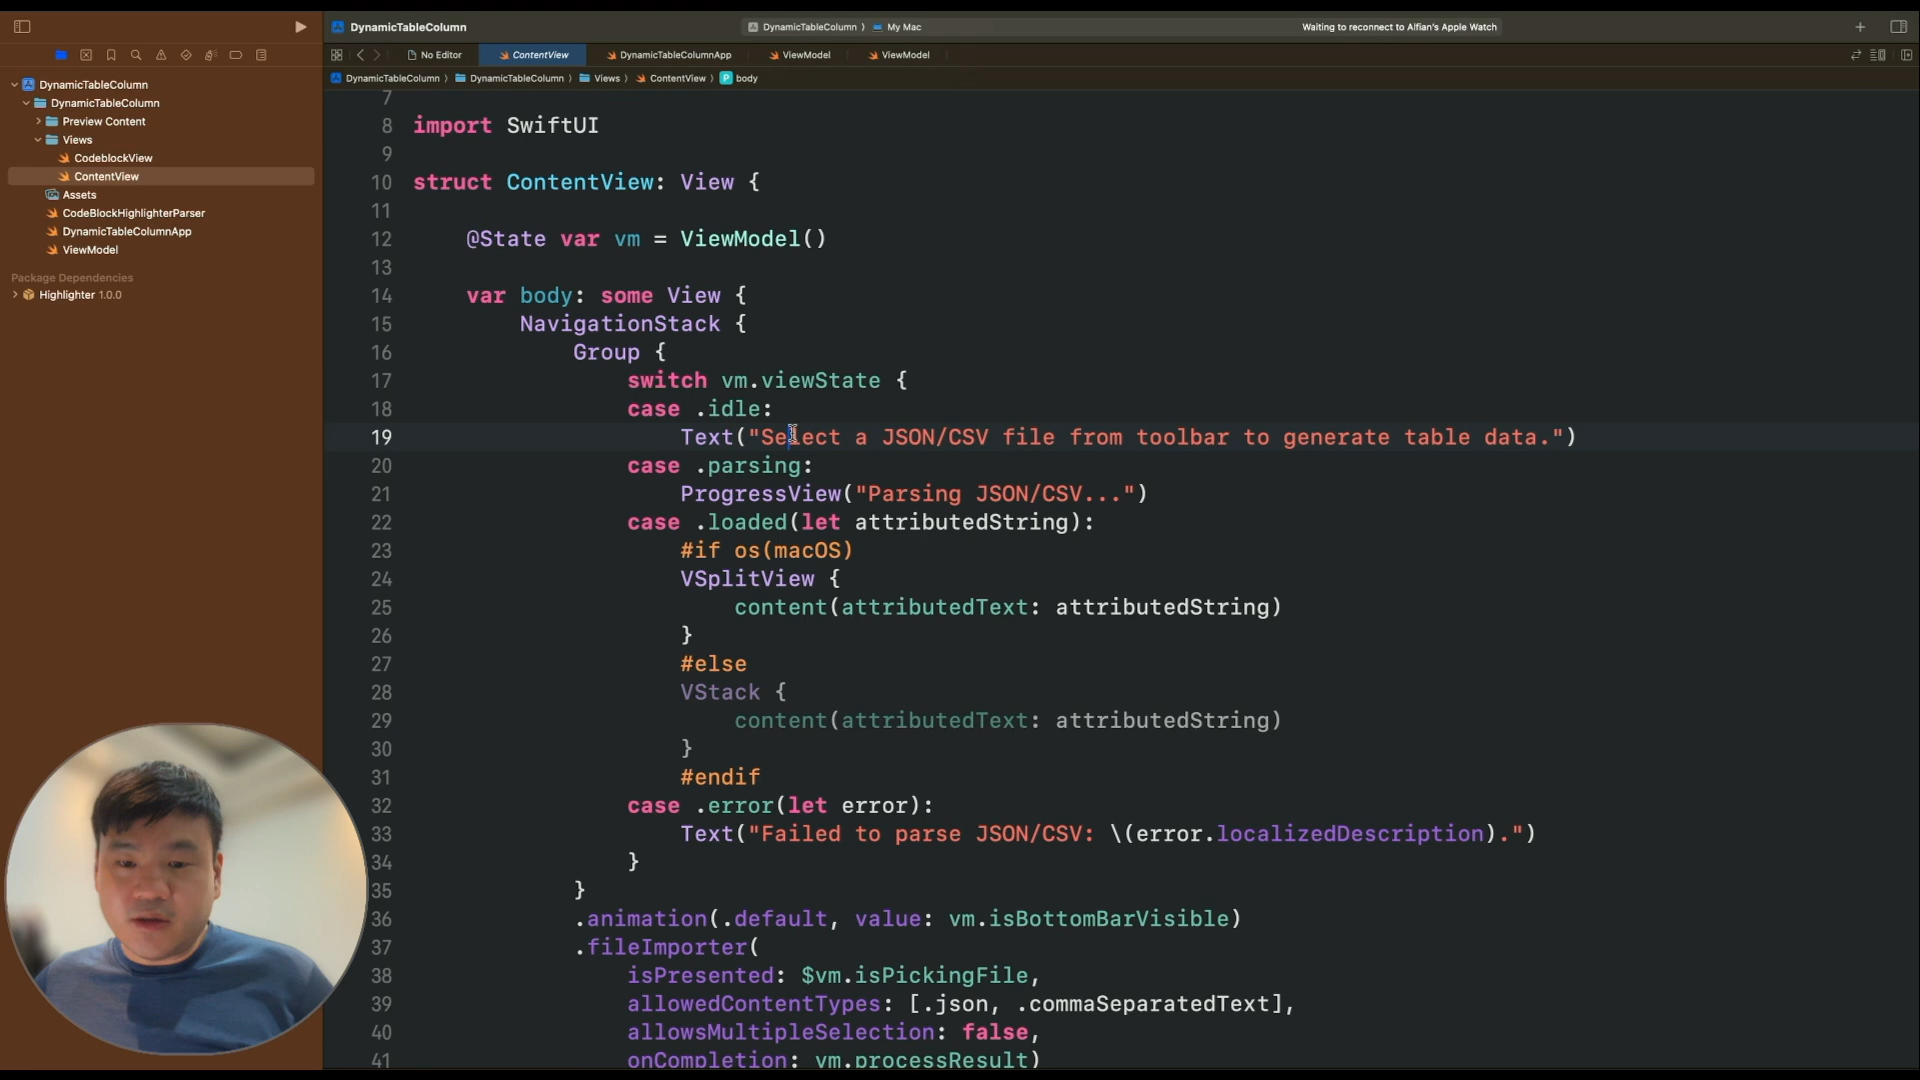 DynamicTableColumn
DynamicTableColumn
My Mac
Waiting to reconnect to Alfian's Apple Watch
No Editor
ContentView
DynamicTableColumnApp
ViewModel
ViewModel
DynamicTableColumn
DynamicTableColumn
Views
ContentView
P body
DynamicTableColumn
DynamicTableColumn
Preview Content
Views
CodeblockView
ContentView
Assets
CodeBlockHighlighterParser
DynamicTableColumnApp
ViewModel
Package Dependencies
Highlighter 1.0.0
7
8 import SwiftUI
9
10 struct ContentView: View {
11
12 @State var vm = ViewModel()
13
14 var body: some View {
15 NavigationStack {
16 Group {
17 switch vm.viewState {
18 case .idle:
19 Text("Select a JSON/CSV file from toolbar to generate table data.")
20 case .parsing:
21 ProgressView("Parsing JSON/CSV...")
22 case .loaded(let attributedString):
23 #if os(macOS)
24 VSplitView {
25 content(attributedText: attributedString)
26 }
27 #else
28 VStack {
29 content(attributedText: attributedString)
30 }
31 #endif
32 case .error(let error):
33 Text("Failed to parse JSON/CSV: \(error.localizedDescription).")
34 }
35 }
36 .animation(.default, value: vm.isBottomBarVisible)
37 .fileImporter(
38 isPresented: $vm.isPickingFile,
39 allowedContentTypes: [.json, .commaSeparatedText],
40 allowsMultipleSelection: false,
41 onCompletion: vm.processResult)